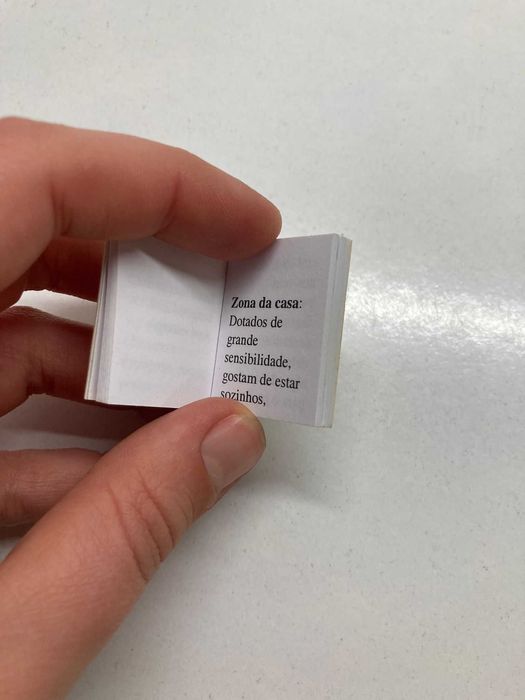 Zona da casa:
Dotados de
grande
sensibilidade,
gostam de estar
sozinhos,